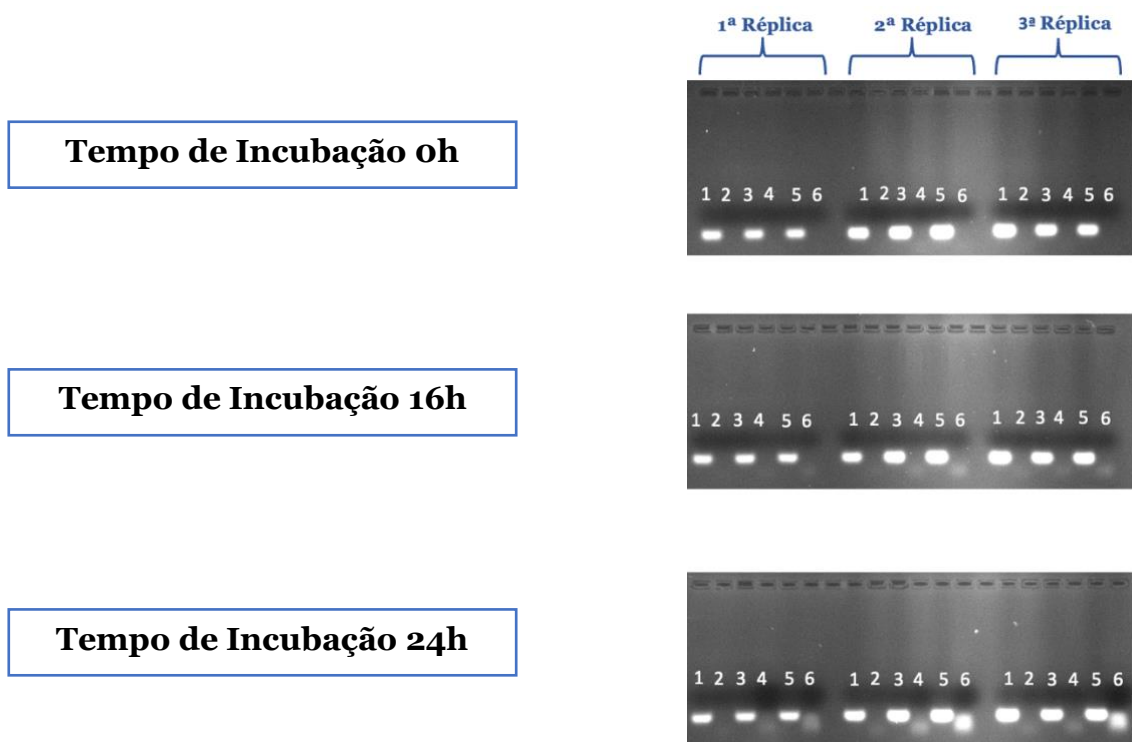 1ª Réplica 2ª Réplica 3ª Réplica
Tempo de Incubação 0h
1 2 3 4 5 6 1 2 3 4 5 6 1 2 3 4 5 6
Tempo de Incubação 16h
1 2 3 4 5 6 1 2 3 4 5 6 1 2 3 4 5 6
Tempo de Incubação 24h
1 2 3 4 5 6 1 2 3 4 5 6 1 2 3 4 5 6